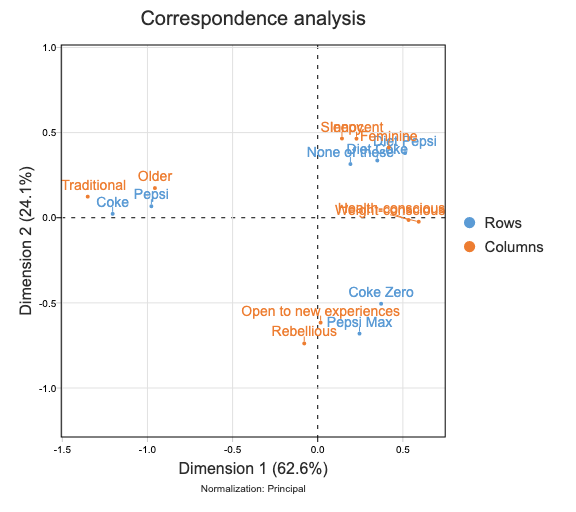 Correspondence analysis
1.0
0.5
0.0
-0.5
-1.0
Dimension 2 (24.1%)
Sleepy
Innocent
Feminine
Diet Pepsi
Diet Coke
None of these
Older
Traditional
Pepsi
Coke
Health-conscious
Weight-conscious
Rows
Columns
Coke Zero
Open to new experiences
Pepsi Max
Rebellious
-1.5
-1.0
-0.5
0.0
0.5
Dimension 1 (62.6%)
Normalization: Principal